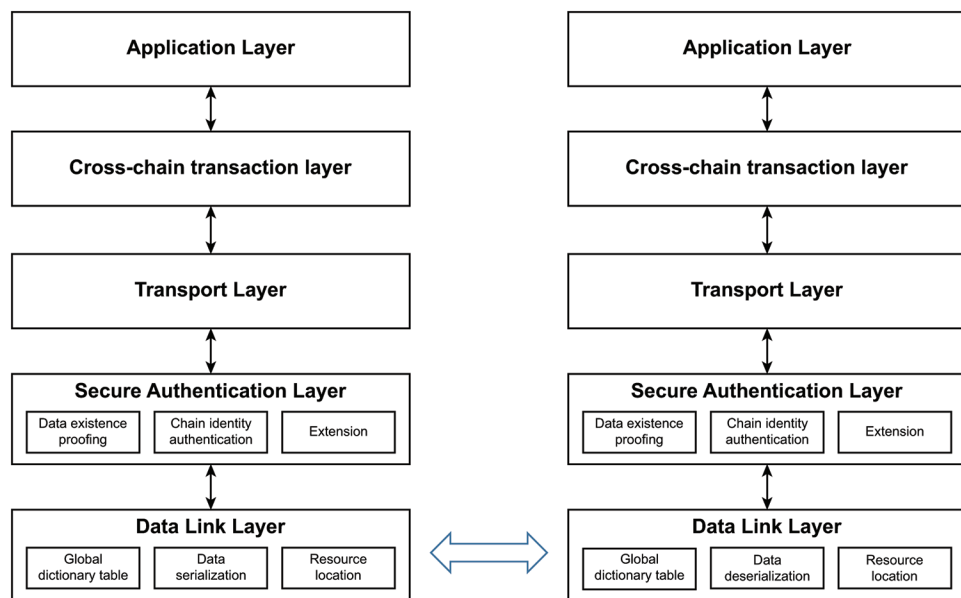 Application Layer
Cross-chain transaction layer
Transport Layer
Secure Authentication Layer
Data existence
proofing
Chain identity
authentication
Extension
Data Link Layer
Global
dictionary table
Data
serialization
Resource
location
Application Layer
Cross-chain transaction layer
Transport Layer
Secure Authentication Layer
Data existence
proofing
Chain identity
authentication
Extension
Data Link Layer
Global
dictionary table
Data
deserialization
Resource
location